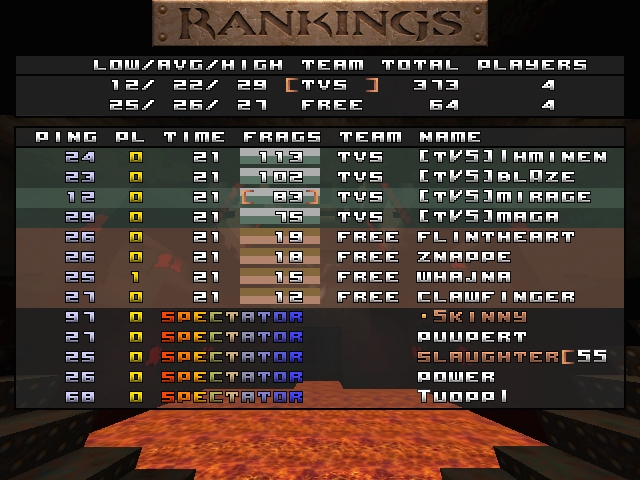 RANKINGS
LOW/AVG/HIGH TEAM TOTAL PLAYERS
12/ 22/ 29 [TVS ] 373 4
25/ 26/ 27 FREE 64 4
PING PL TIME FRAGS TEAM NAME
24 0 21 113 TVS [TVS]IHMINEN
23 0 21 102 TVS [TVS]BLAZE
12 0 21 [ 83] TVS [TVS]MIRAGE
29 0 21 75 TVS [TVS]MAGA
26 0 21 19 FREE FLINTHEART
26 0 21 18 FREE ZNAPPE
25 1 21 15 FREE WHAJNA
27 0 21 12 FREE CLAWFINGER
97 0 SPECTATOR ·SKINNY
27 0 SPECTATOR PUUPERT
25 0 SPECTATOR SLAUGHTER[SS
26 0 SPECTATOR POWER
68 0 SPECTATOR TUOPPI